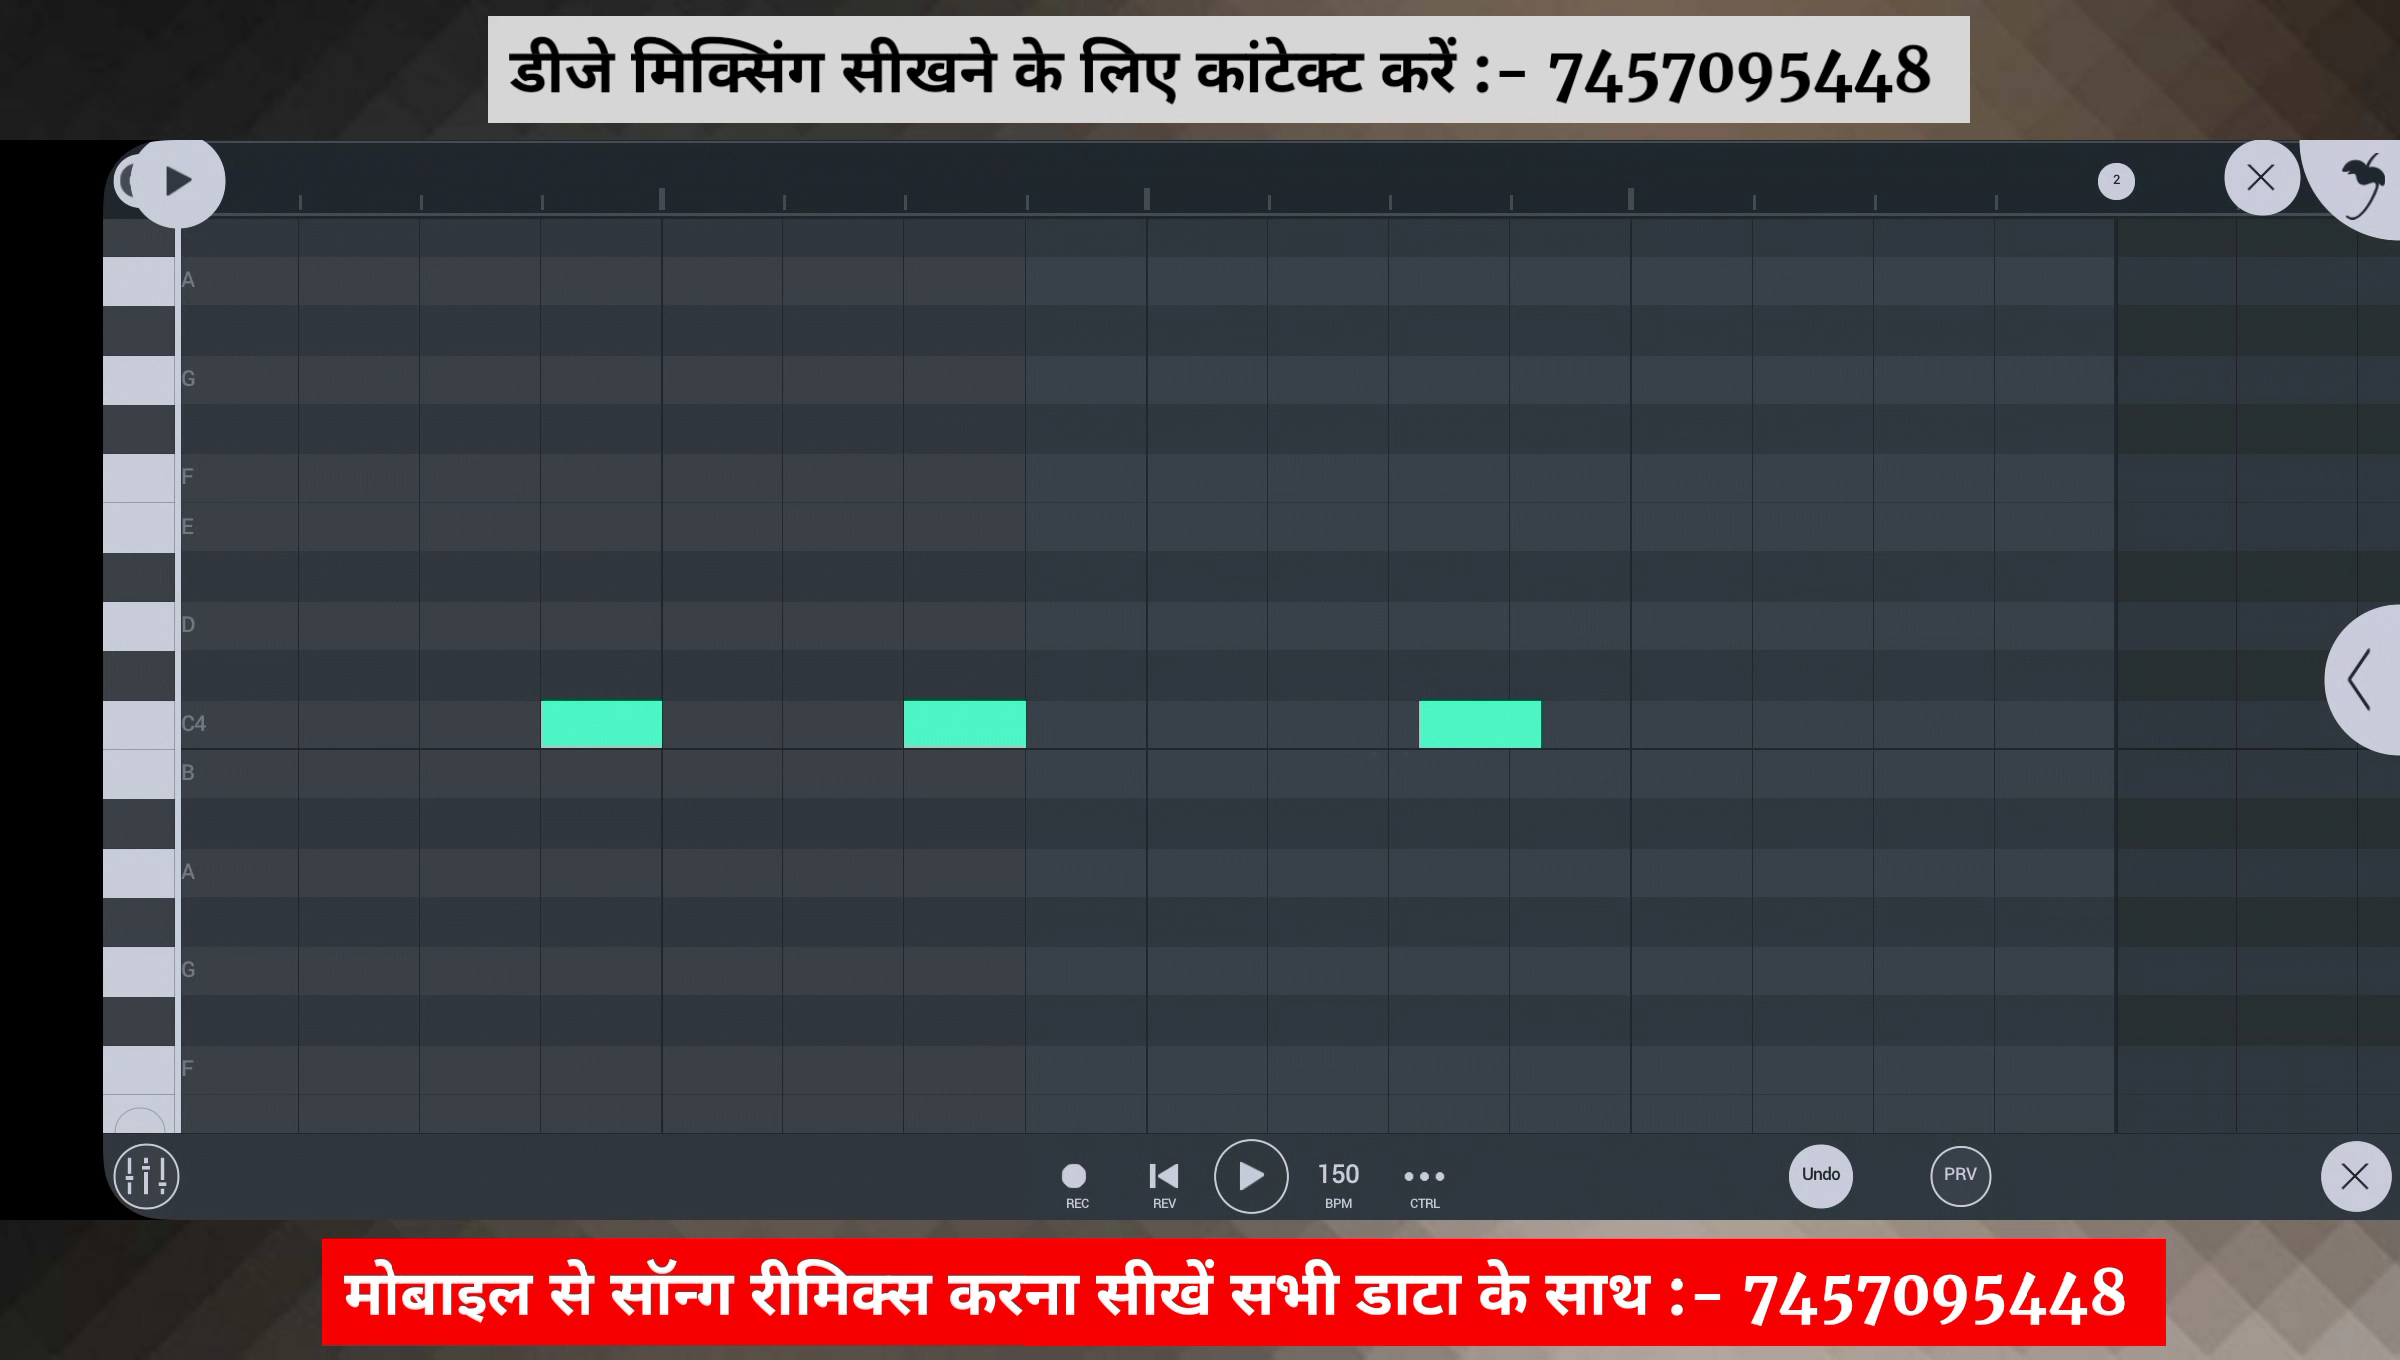 डीजे मिक्सिंग सीखने के लिए कांटेक्ट करें :- 7457095448
2
A
G
F
E
D
C4
B
A
G
F
REC
REV
150 BPM
CTRL
Undo
PRV
मोबाइल से सॉन्ग रीमिक्स करना सीखें सभी डाटा के साथ :- 7457095448